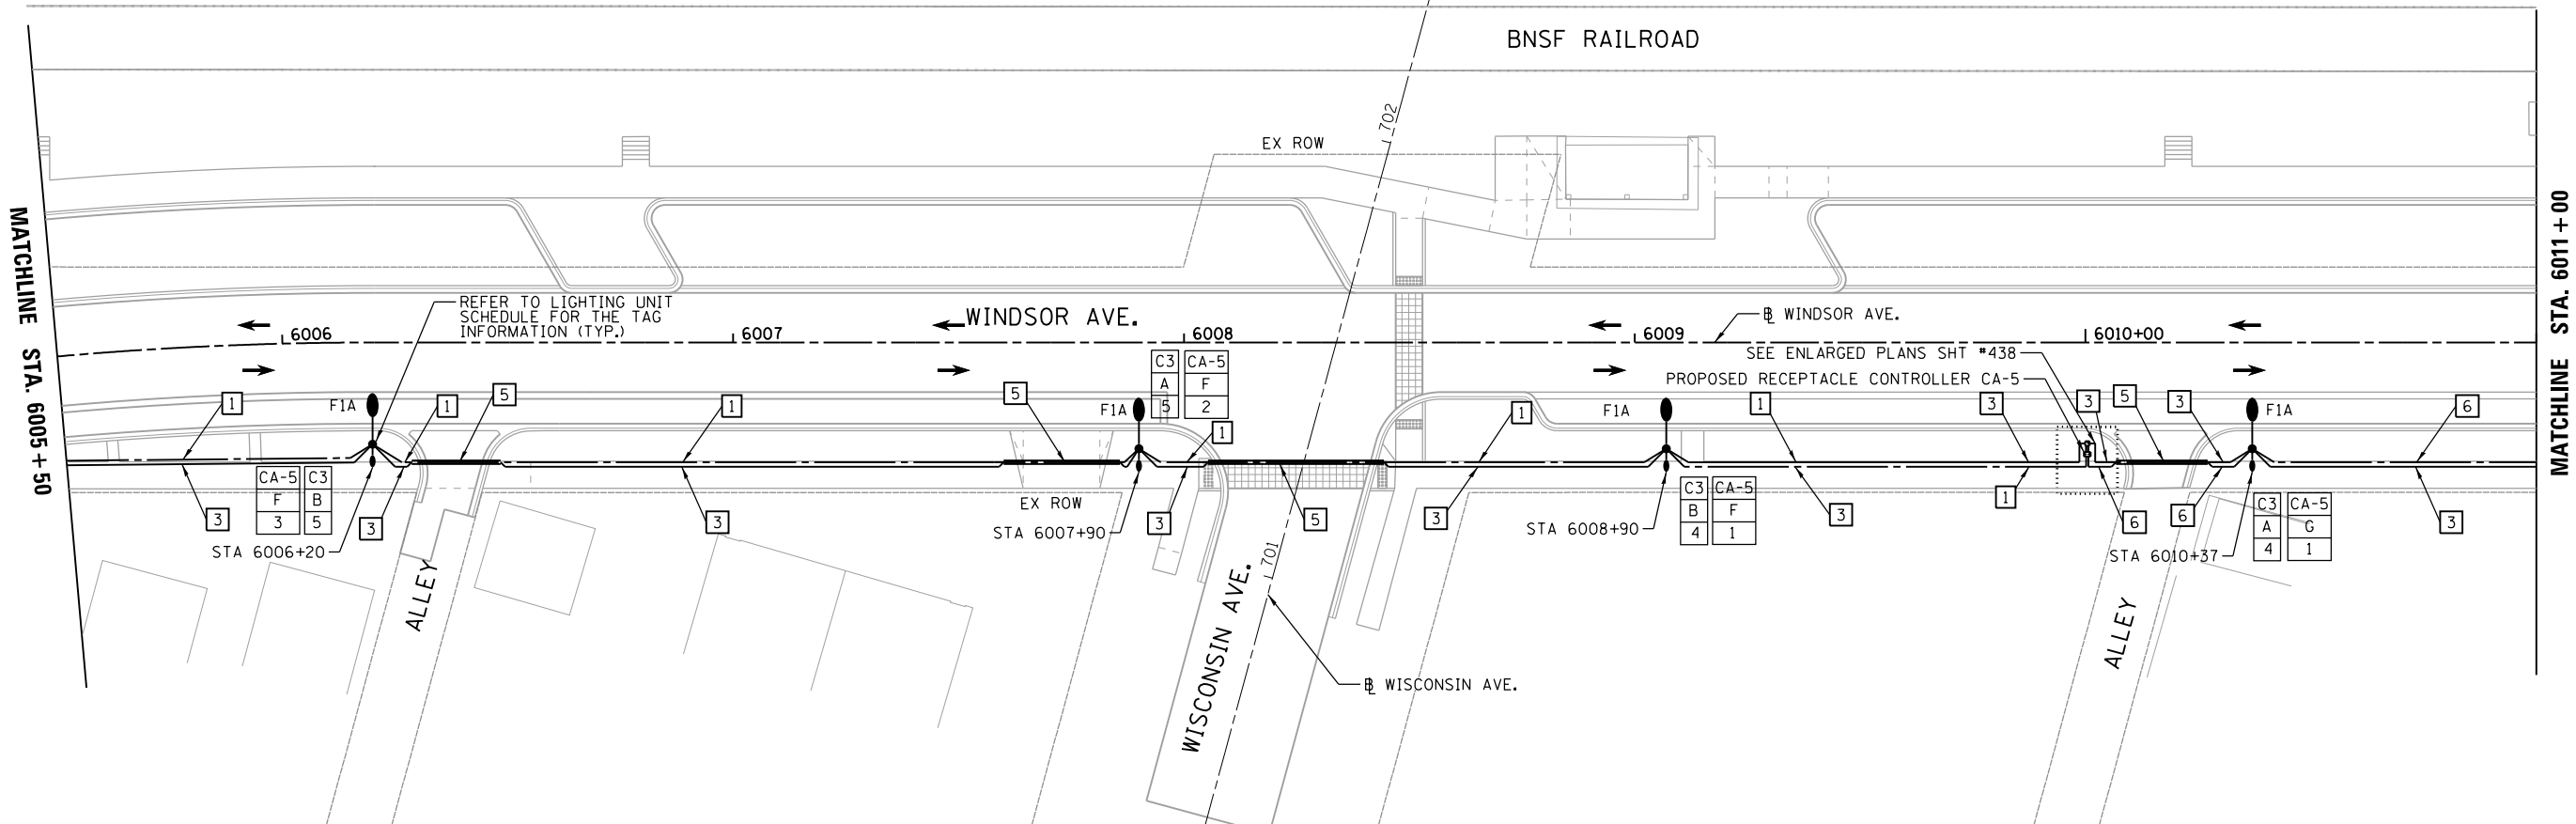 BNSF RAILROAD
702
EX ROW
MATCHLINE STA. 6005+50
MATCHLINE STA. 6011+00
REFER TO LIGHTING UNIT
SCHEDULE FOR THE TAG
INFORMATION (TYP.)
WINDSOR AVE.
6006
6007
6008
6009
6010+00
℄ WINDSOR AVE.
SEE ENLARGED PLANS SHT #438
PROPOSED RECEPTACLE CONTROLLER CA-5
C3 CA-5
A F
5 2
F1A
F1A
F1A
F1A
1
1
5
1
5
1
1
1
3
3
5
3
6
CA-5 C3
F B
3 5
3
3
3
3
5
3
1
3
6
6
3
EX ROW
STA 6006+20
STA 6007+90
STA 6008+90
C3 CA-5
B F
4 1
STA 6010+37
C3 CA-5
A G
4 1
ALLEY
WISCONSIN AVE.
701
ALLEY
℄ WISCONSIN AVE.